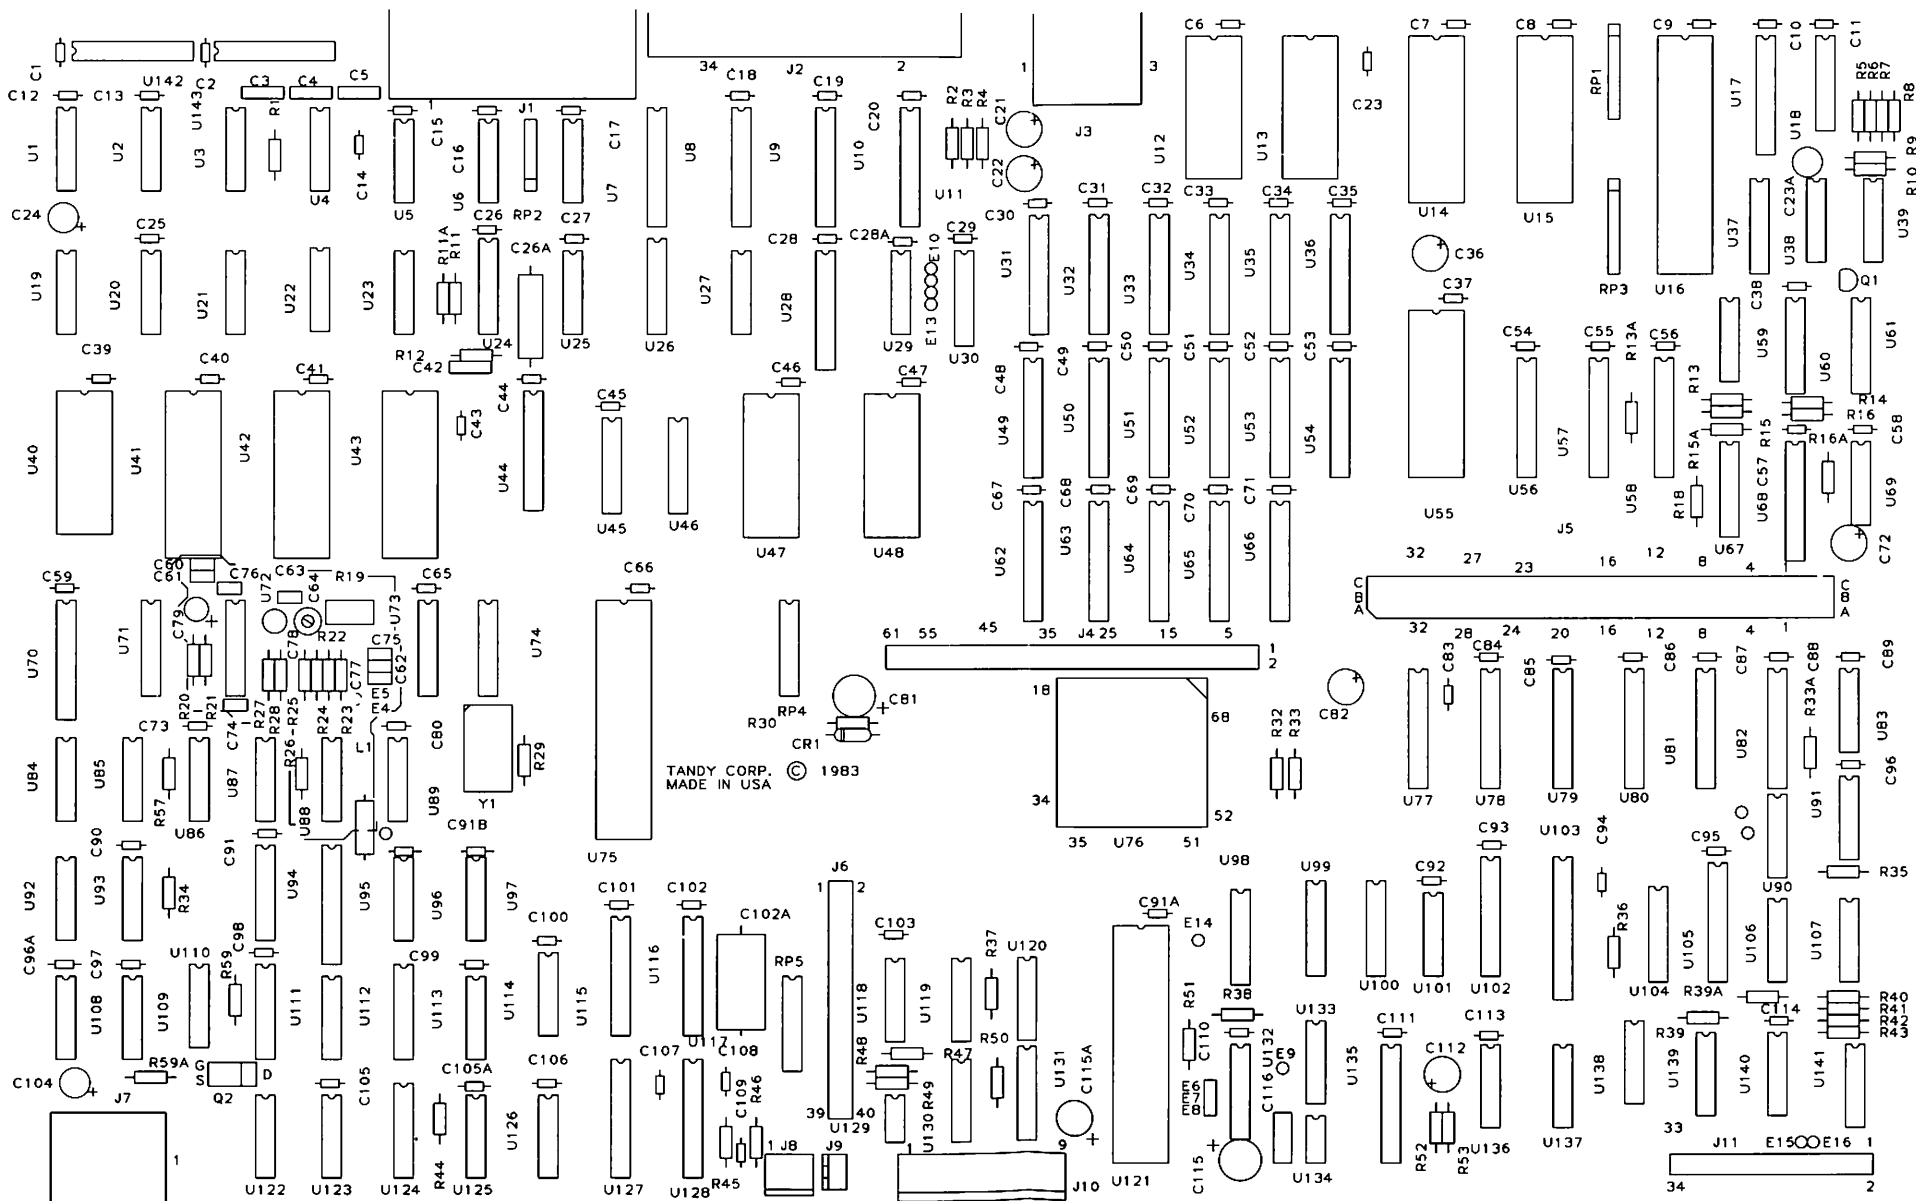 C1
C2
34
J2
2
1
3
C6
C7
C8
C9
C10
C11
U142
C3
C4
C5
C18
C19
C23
RP1
R5
R6
R7
R8
C12
C13
U143
R1
1
C15
J1
C17
C20
R2
R3
R4
C21
J3
U12
U13
U17
U18
U1
U2
U3
U4
C14
U5
C16
U6
RP2
U7
U8
U9
U10
U11
C22
R9
R10
C24
C25
C26
C27
R11A
R11
C26A
C28
C28A
E10
C29
C30
C31
C32
C33
C34
C35
U14
U15
C36
U37
C23A
U38
U39
U19
U20
U21
U22
U23
U24
U25
U26
U27
U28
U29
E13
U30
U31
U32
U33
U34
U35
U36
C37
RP3
U16
C38
Q1
C39
C40
C41
R12
C42
C44
C45
C46
C47
C48
C49
C50
C51
C52
C53
C54
C55
R13A
C56
R13
U59
U60
U61
U40
U41
U42
U43
C43
U44
U45
U46
U47
U48
U49
U50
U51
U52
U53
U54
U55
U56
U57
U58
R14
R16
R15A
R15
R16A
C58
R18
C57
U67
U68
U69
C72
C67
C68
C69
C70
C71
U62
U63
U64
U65
U66
J5
32
27
23
16
12
8
4
1
C
B
A
C
B
A
32
28
24
20
16
12
8
4
C59
C60
C61
C76
U72
C63
C64
R19
U73
C65
C66
U70
U71
C79
C78
R22
C75
C62
C77
U74
61
55
45
35
J4
25
15
5
1
2
R20
R21
C74
R27
R28
R25
R24
R23
E5
E4
C73
R26
L1
C80
R29
R30
RP4
C81
CR1
TANDY CORP. © 1983
MADE IN USA
18
68
34
52
35
U76
51
R32
R33
C82
C83
C84
C85
C86
C87
C88
C89
R33A
U77
U78
U79
U80
U81
U82
U83
C96
U84
U85
R57
U86
U87
U88
U89
Y1
C91B
U75
C90
C91
U92
U93
R34
U94
U95
U96
U97
C101
C102
J6
1
2
U98
U99
C92
C93
U103
C94
C95
U90
U91
R35
C96A
C97
U110
R59
C98
C99
C100
U116
C102A
RP5
C103
R37
U120
C91A
E14
U100
U101
U102
R36
U104
U105
U106
U107
U108
U109
U111
U112
U113
U114
U115
U117
C108
U118
U119
R51
R38
U133
C111
C113
R39A
C114
R40
R41
R42
R43
R39
C104
R59A
G
S
D
Q2
C105
C105A
C106
C107
C109
R46
R48
R47
R50
U131
C115A
C110
U132
E9
E6
E7
E8
C116
U135
C112
U138
U139
U140
U141
J7
1
R44
U126
39
40
U129
R49
U130
1
9
J10
U121
C115
U134
R52
R53
U136
U137
33
J11
E15
E16
1
34
2
U122
U123
U124
U125
U127
U128
R45
1
J8
J9